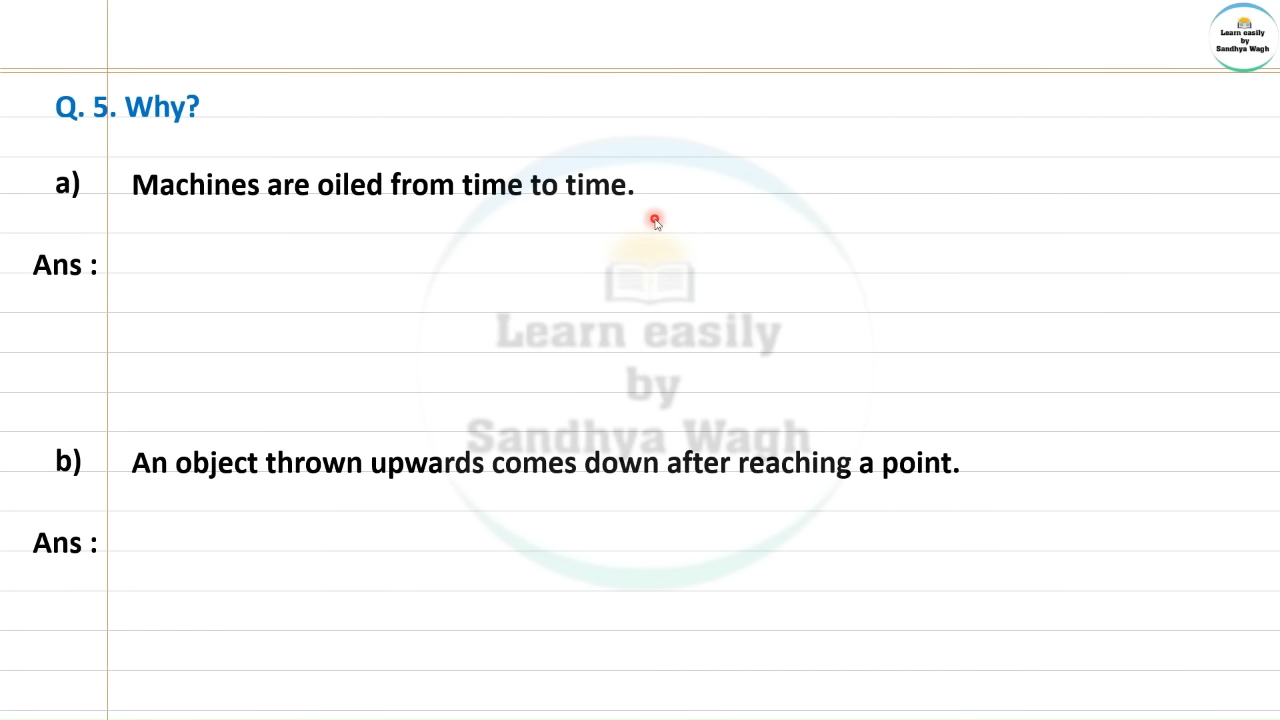 Learn easily
by
Sandhya Wagh
Q. 5. Why?
a) Machines are oiled from time to time.
Ans :
Learn easily
by
Sandhya Wagh
b) An object thrown upwards comes down after reaching a point.
Ans :